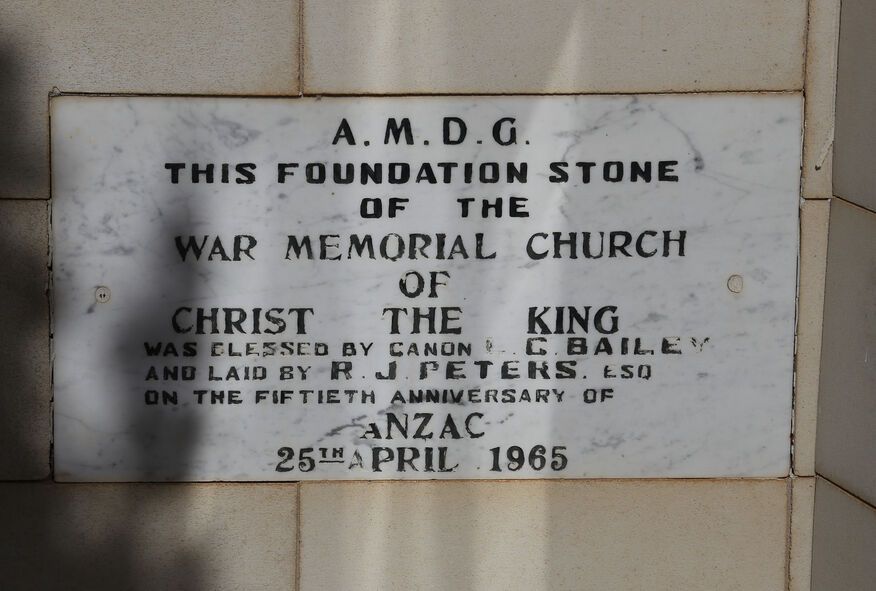 A.M.D.G.
THIS FOUNDATION STONE
OF THE
WAR MEMORIAL CHURCH
OF
CHRIST THE KING
WAS BLESSED BY CANON C. BAILEY
AND LAID BY R. J. PETERS. ESQ
ON THE FIFTIETH ANNIVERSARY OF
ANZAC
25TH APRIL 1965